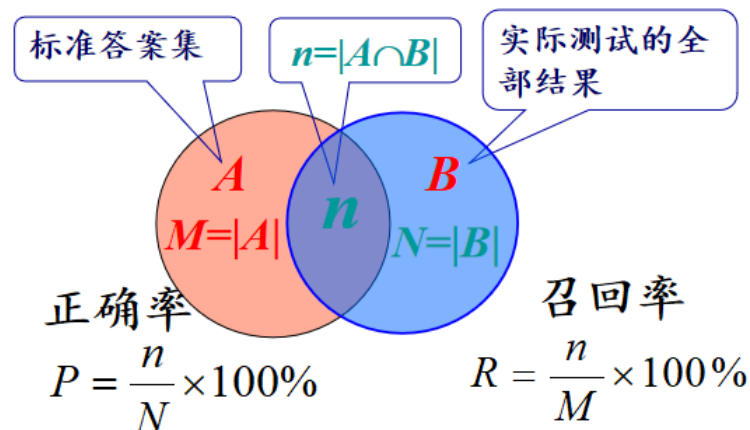 标准答案集
n=|A∩B|
实际测试的全
部结果
A
n
B
M=|A|
N=|B|
正确率
召回率
P = n/N ×100%
R = n/M ×100%